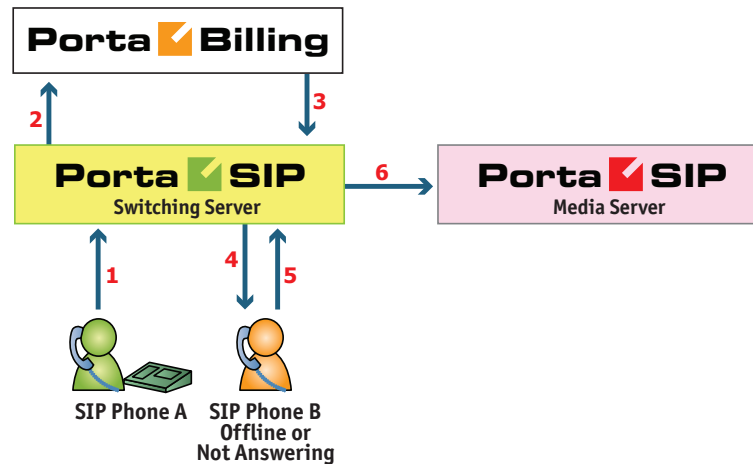 Porta Billing
2
3
Porta SIP
Switching Server
6
Porta SIP
Media Server
1
4
5
SIP Phone A
SIP Phone B
Offline or
Not Answering